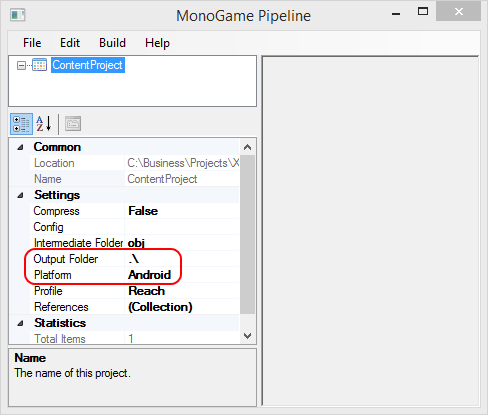 MonoGame Pipeline
File Edit Build Help
ContentProject
Common
Location C:\Business\Projects\X
Name ContentProject
Settings
Compress False
Config
Intermediate Folder obj
Output Folder .\
Platform Android
Profile Reach
References (Collection)
Statistics
Total Items 1
Name
The name of this project.